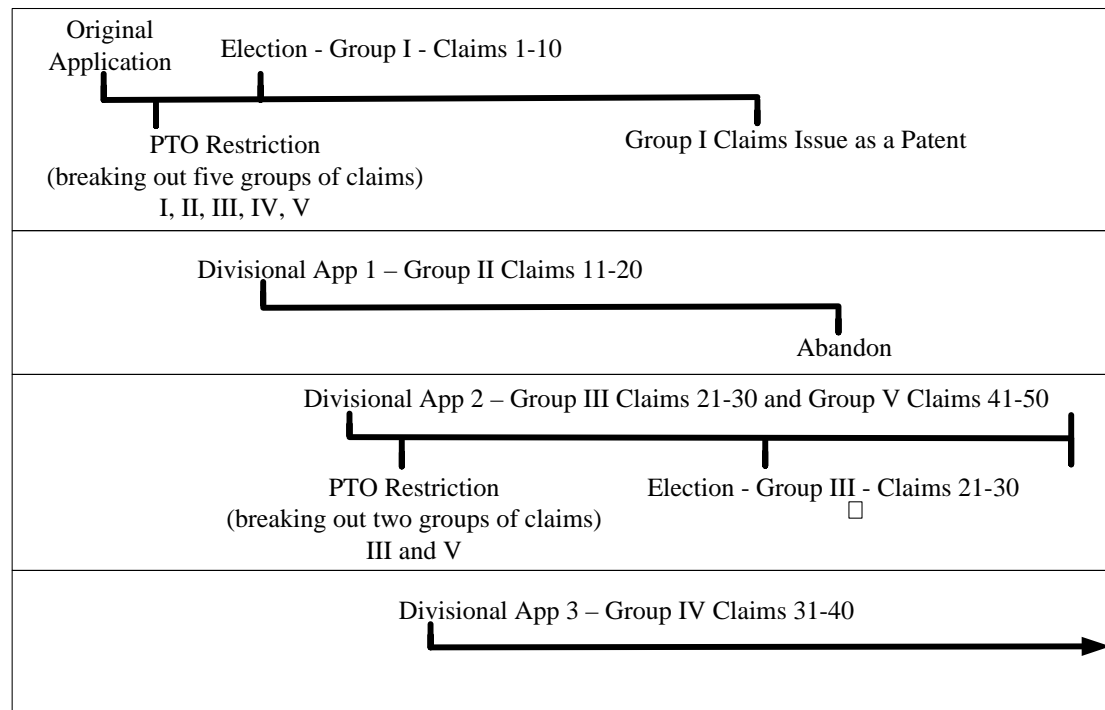 Original
Application
Election - Group I - Claims 1-10
PTO Restriction
(breaking out five groups of claims)
I, II, III, IV, V
Group I Claims Issue as a Patent
Divisional App 1 – Group II Claims 11-20
Abandon
Divisional App 2 – Group III Claims 21-30 and Group V Claims 41-50
PTO Restriction
(breaking out two groups of claims)
III and V
Election - Group III - Claims 21-30
Divisional App 3 – Group IV Claims 31-40